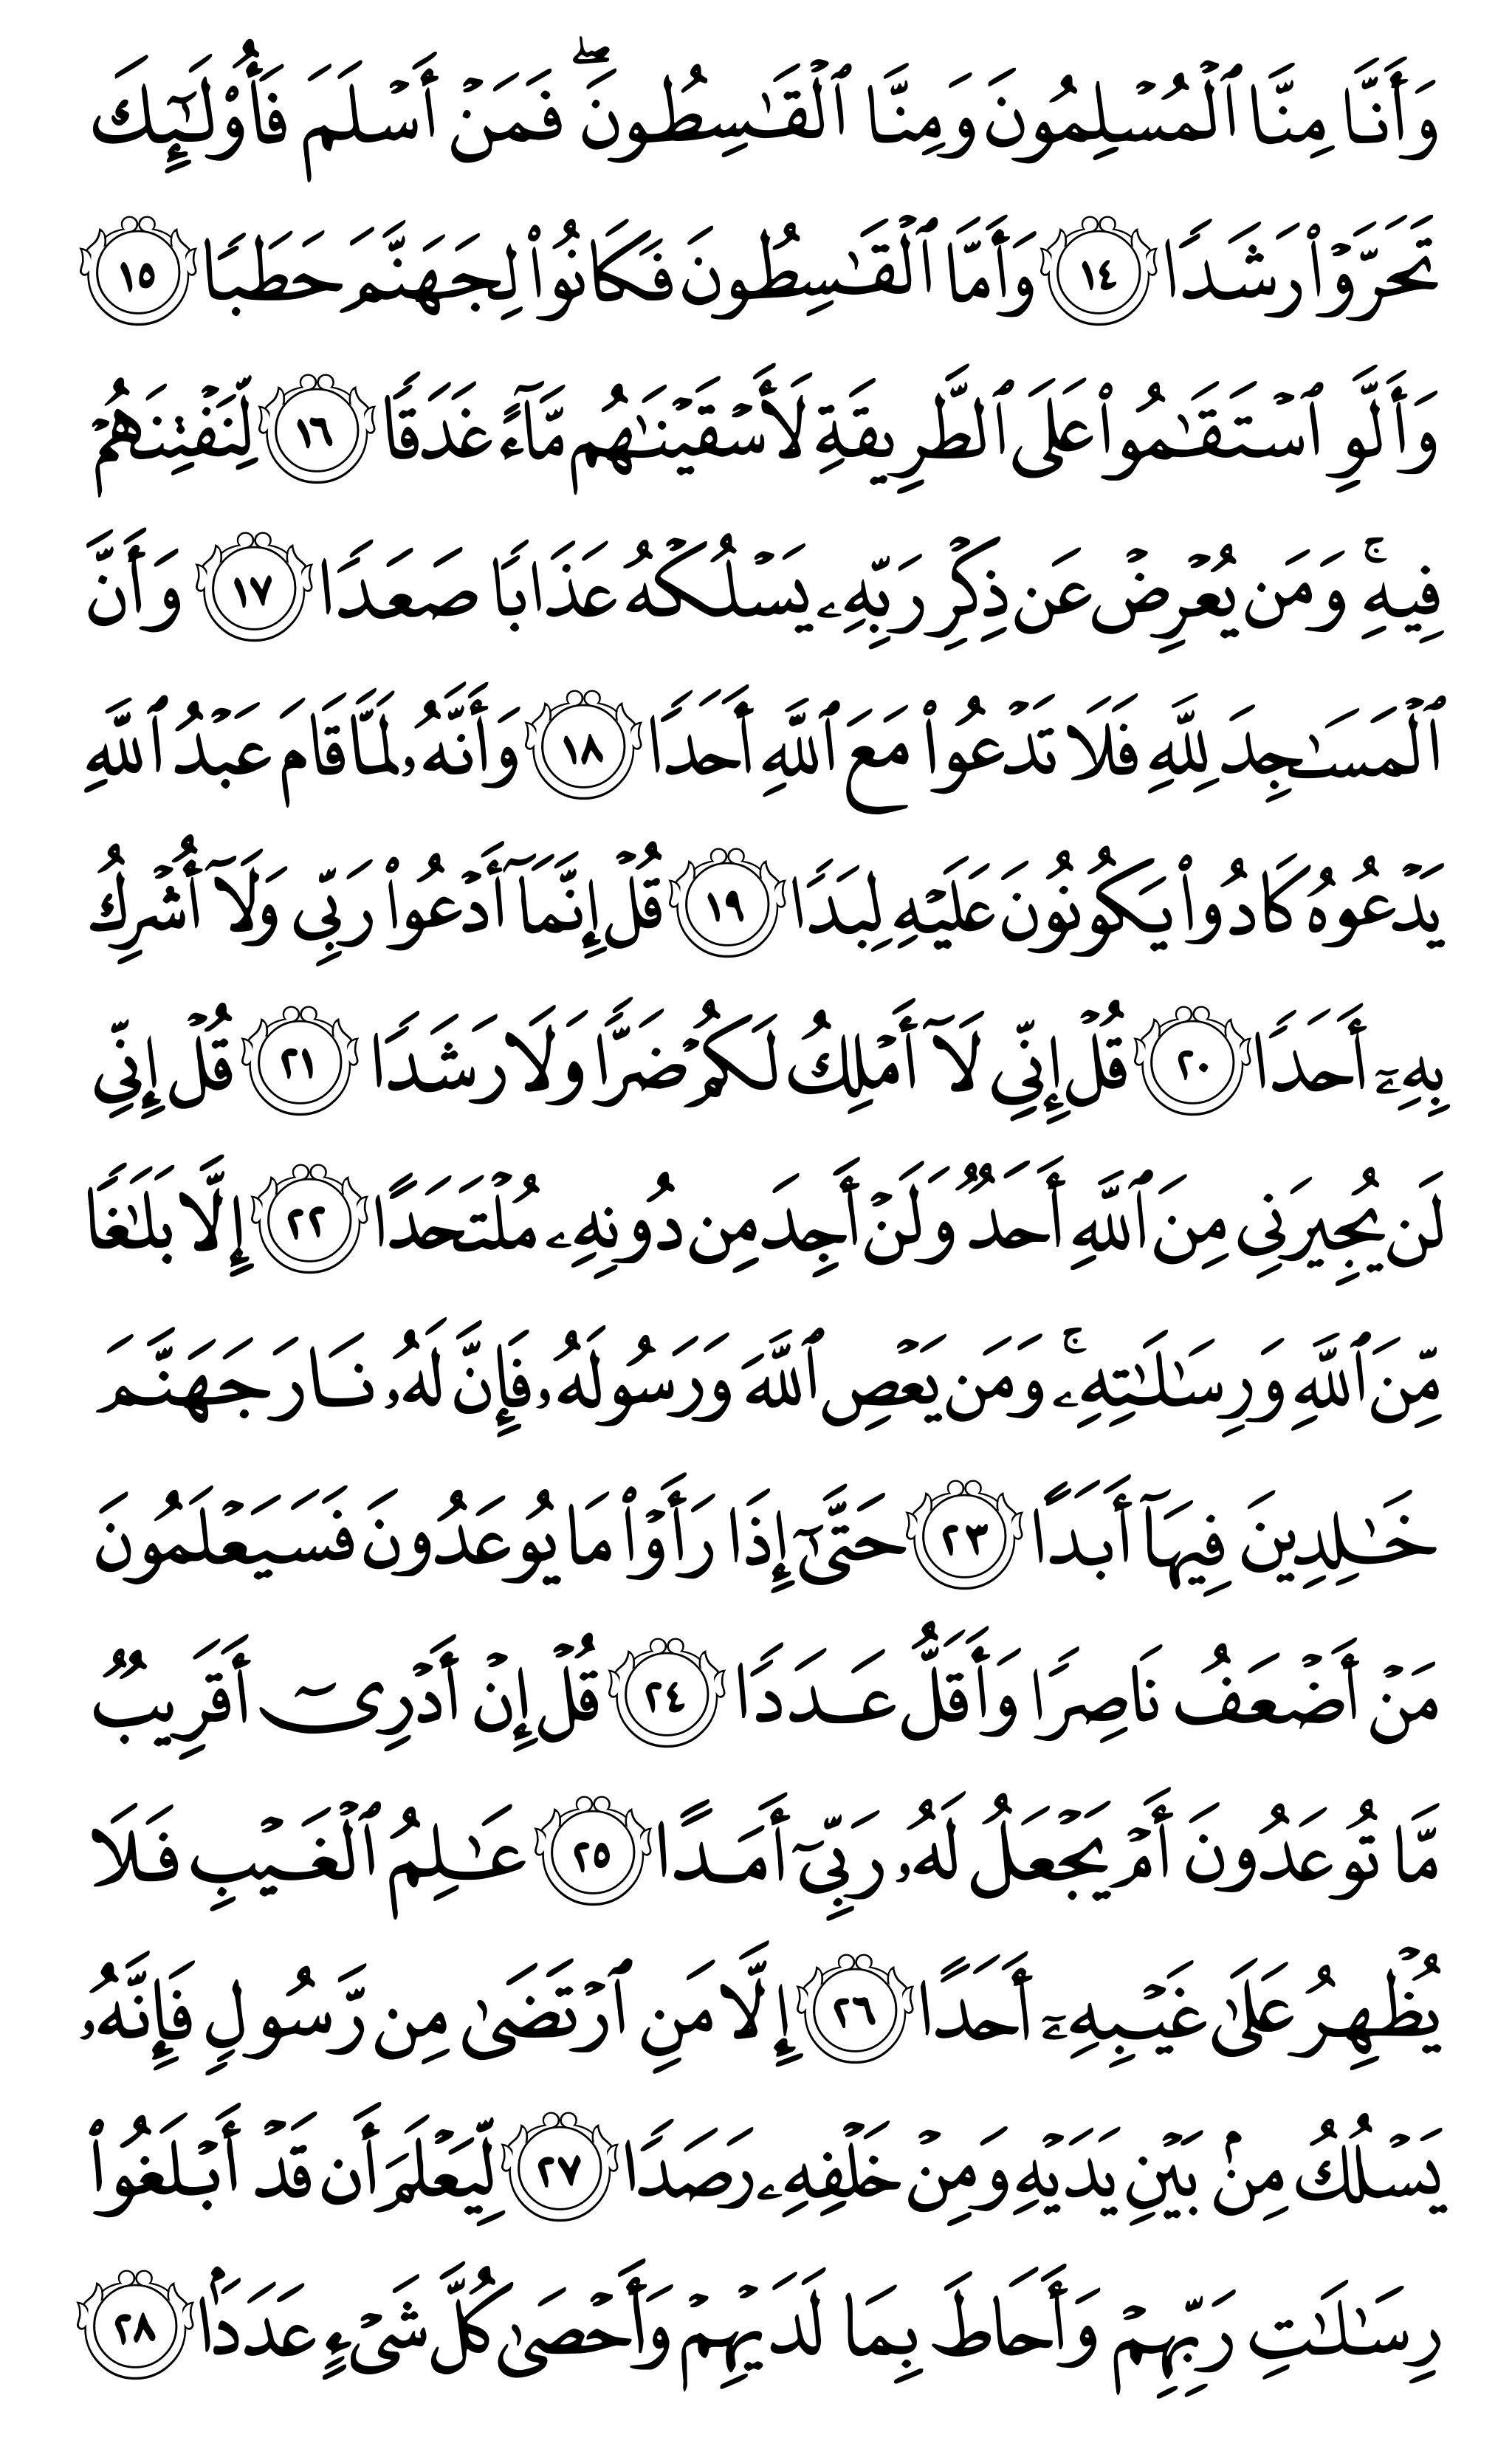 وَأَنَّا مِنَّا ٱلْمُسْلِمُونَ وَمِنَّا ٱلْقَٰسِطُونَ ۖ فَمَنْ أَسْلَمَ فَأُو۟لَٰٓئِكَ
تَحَرَّوْا۟ رَشَدًا ١٤ وَأَمَّا ٱلْقَٰسِطُونَ فَكَانُوا۟ لِجَهَنَّمَ حَطَبًا ١٥
وَأَلَّوِ ٱسْتَقَٰمُوا۟ عَلَى ٱلطَّرِيقَةِ لَأَسْقَيْنَٰهُم مَّآءً غَدَقًا ١٦ لِّنَفْتِنَهُمْ
فِيهِ ۚ وَمَن يُعْرِضْ عَن ذِكْرِ رَبِّهِۦ يَسْلُكْهُ عَذَابًا صَعَدًا ١٧ وَأَنَّ
ٱلْمَسَٰجِدَ لِلَّهِ فَلَا تَدْعُوا۟ مَعَ ٱللَّهِ أَحَدًا ١٨ وَأَنَّهُۥ لَمَّا قَامَ عَبْدُ ٱللَّهِ
يَدْعُوهُ كَادُوا۟ يَكُونُونَ عَلَيْهِ لِبَدًا ١٩ قُلْ إِنَّمَآ أَدْعُوا۟ رَبِّى وَلَآ أُشْرِكُ
بِهِۦٓ أَحَدًا ٢٠ قُلْ إِنِّى لَآ أَمْلِكُ لَكُمْ ضَرًّا وَلَا رَشَدًا ٢١ قُلْ إِنِّى
لَن يُجِيرَنِى مِنَ ٱللَّهِ أَحَدٌ وَلَنْ أَجِدَ مِن دُونِهِۦ مُلْتَحَدًا ٢٢ إِلَّا بَلَٰغًا
مِّنَ ٱللَّهِ وَرِسَٰلَٰتِهِۦ ۚ وَمَن يَعْصِ ٱللَّهَ وَرَسُولَهُۥ فَإِنَّ لَهُۥ نَارَ جَهَنَّمَ
خَٰلِدِينَ فِيهَآ أَبَدًا ٢٣ حَتَّىٰٓ إِذَا رَأَوْا۟ مَا يُوعَدُونَ فَسَيَعْلَمُونَ
مَنْ أَضْعَفُ نَاصِرًا وَأَقَلُّ عَدَدًا ٢٤ قُلْ إِنْ أَدْرِىٓ أَقَرِيبٌ
مَّا تُوعَدُونَ أَمْ يَجْعَلُ لَهُۥ رَبِّىٓ أَمَدًا ٢٥ عَٰلِمُ ٱلْغَيْبِ فَلَا
يُظْهِرُ عَلَىٰ غَيْبِهِۦٓ أَحَدًا ٢٦ إِلَّا مَنِ ٱرْتَضَىٰ مِن رَّسُولٍ فَإِنَّهُۥ
يَسْلُكُ مِنۢ بَيْنِ يَدَيْهِ وَمِنْ خَلْفِهِۦ رَصَدًا ٢٧ لِّيَعْلَمَ أَن قَدْ أَبْلَغُوا۟
رِسَٰلَٰتِ رَبِّهِمْ وَأَحَاطَ بِمَا لَدَيْهِمْ وَأَحْصَىٰ كُلَّ شَىْءٍ عَدَدًۢا ٢٨